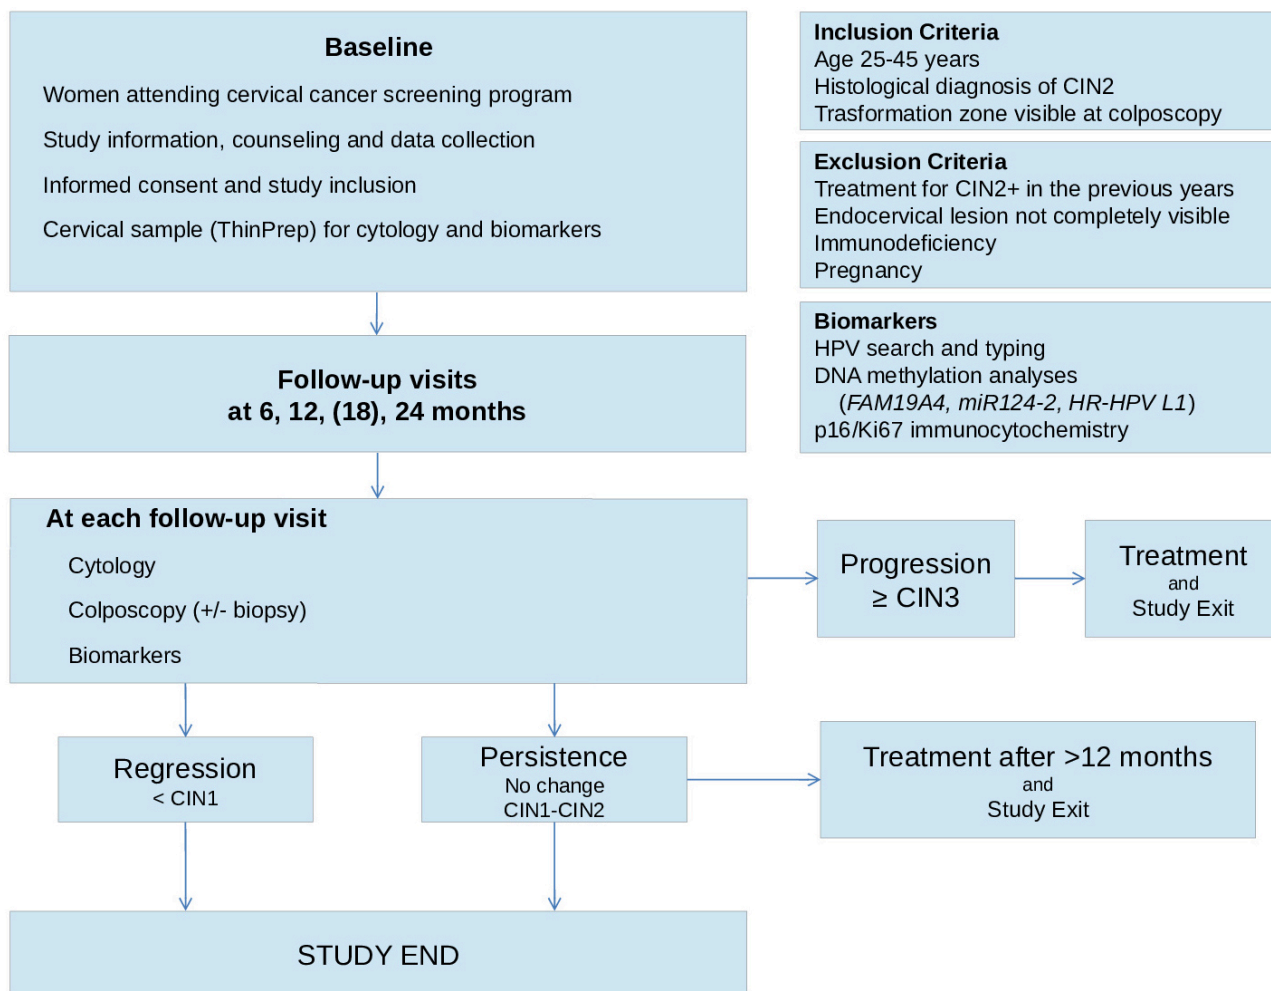 Baseline
Women attending cervical cancer screening program
Study information, counseling and data collection
Informed consent and study inclusion
Cervical sample (ThinPrep) for cytology and biomarkers
Inclusion Criteria
Age 25-45 years
Histological diagnosis of CIN2
Trasformation zone visible at colposcopy
Exclusion Criteria
Treatment for CIN2+ in the previous years
Endocervical lesion not completely visible
Immunodeficiency
Pregnancy
Biomarkers
HPV search and typing
DNA methylation analyses
(FAM19A4, miR124-2, HR-HPV L1)
p16/Ki67 immunocytochemistry
Follow-up visits
at 6, 12, (18), 24 months
At each follow-up visit
Cytology
Colposcopy (+/- biopsy)
Biomarkers
Progression
≥ CIN3
Treatment
and
Study Exit
Regression
< CIN1
Persistence
No change
CIN1-CIN2
Treatment after >12 months
and
Study Exit
STUDY END